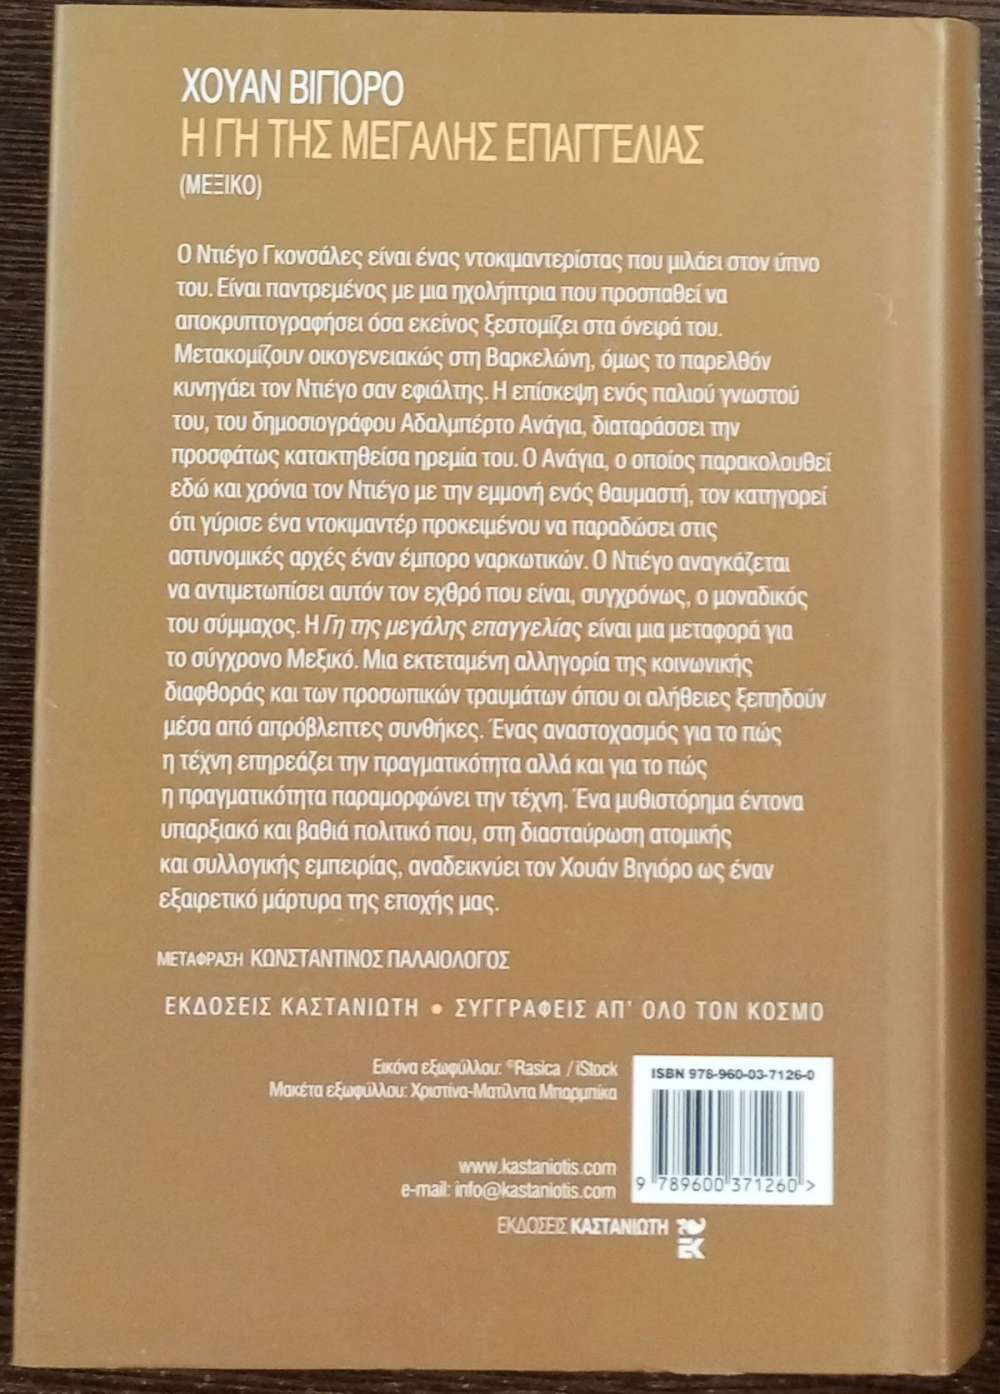 ΧΟΥΑΝ ΒΙΓΙΟΡΟ
Η ΓΗ ΤΗΣ ΜΕΓΑΛΗΣ ΕΠΑΓΓΕΛΙΑΣ
(ΜΕΞΙΚΟ)
Ο Ντιέγο Γκονσάλες είναι ένας ντοκιμαντερίστας που μιλάει στον ύπνο
του. Είναι παντρεμένος με μια ηχολήπτρια που προσπαθεί να
αποκρυπτογραφήσει όσα εκείνος ξεστομίζει στα όνειρά του.
Μετακομίζουν οικογενειακώς στη Βαρκελώνη, όμως το παρελθόν
κυνηγάει τον Ντιέγο σαν εφιάλτης. Η επίσκεψη ενός παλιού γνωστού
του, του δημοσιογράφου Αδαλμπέρτο Ανάγια, διαταράσσει την
προσφάτως κατακτηθείσα ηρεμία του. Ο Ανάγια, ο οποίος παρακολουθεί
εδώ και χρόνια τον Ντιέγο με την εμμονή ενός θαυμαστή, τον κατηγορεί
ότι γύρισε ένα ντοκιμαντέρ προκειμένου να παραδώσει στις
αστυνομικές αρχές έναν έμπορο ναρκωτικών. Ο Ντιέγο αναγκάζεται
να αντιμετωπίσει αυτόν τον εχθρό που είναι, συγχρόνως, ο μοναδικός
του σύμμαχος. Η Γη της μεγάλης επαγγελίας είναι μια μεταφορά για
το σύγχρονο Μεξικό. Μια εκτεταμένη αλληγορία της κοινωνικής
διαφθοράς και των προσωπικών τραυμάτων όπου οι αλήθειες ξεπηδούν
μέσα από απρόβλεπτες συνθήκες. Ένας αναστοχασμός για το πώς
η τέχνη επηρεάζει την πραγματικότητα αλλά και για το πώς
η πραγματικότητα παραμορφώνει την τέχνη. Ένα μυθιστόρημα έντονα
υπαρξιακό και βαθιά πολιτικό που, στη διασταύρωση ατομικής
και συλλογικής εμπειρίας, αναδεικνύει τον Χουάν Βιγιόρο ως έναν
εξαιρετικό μάρτυρα της εποχής μας.
ΜΕΤΑΦΡΑΣΗ ΚΩΝΣΤΑΝΤΙΝΟΣ ΠΑΛΑΙΟΛΟΓΟΣ
ΕΚΔΟΣΕΙΣ ΚΑΣΤΑΝΙΩΤΗ • ΣΥΓΓΡΑΦΕΙΣ ΑΠ' ΟΛΟ ΤΟΝ ΚΟΣΜΟ
Εικόνα εξωφύλλου: ©Rasica / iStock
Μακέτα εξωφύλλου: Χριστίνα-Ματίλντα Μπαρμπίκα
ISBN 978-960-03-7126-0
9 789600 371260 >
www.kastaniotis.com
e-mail: info@kastaniotis.com
ΕΚΔΟΣΕΙΣ ΚΑΣΤΑΝΙΩΤΗ
ΕΚ